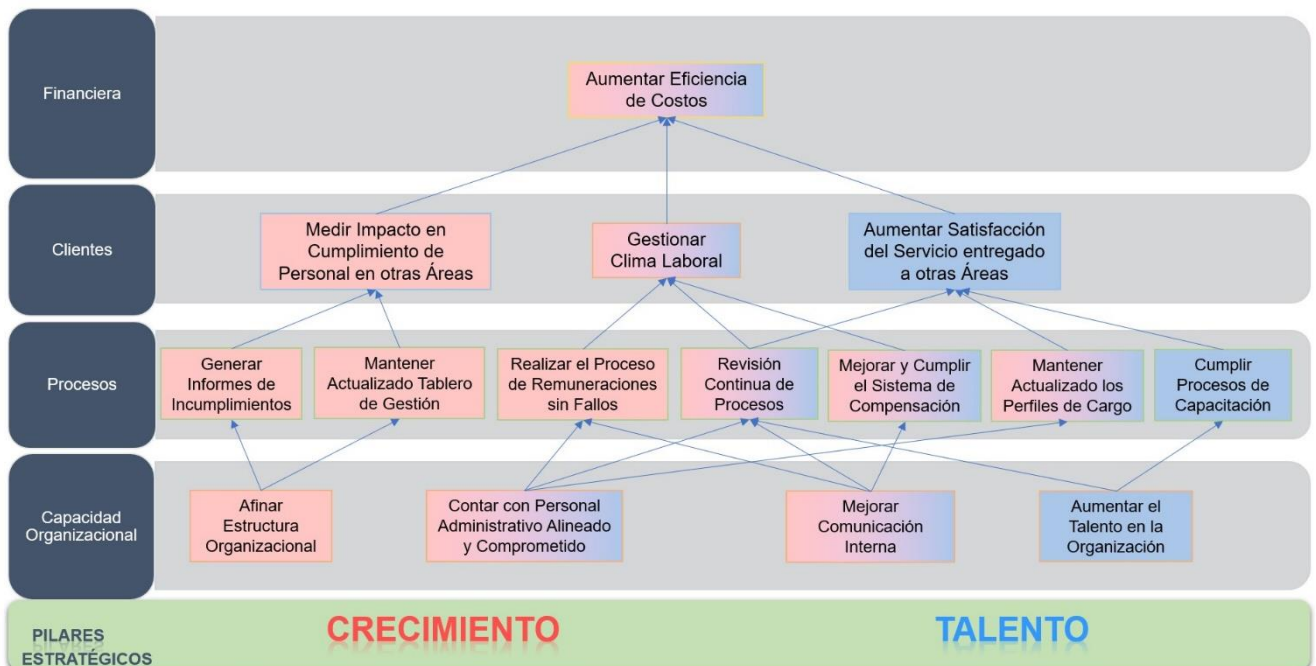 Financiera
Aumentar Eficiencia
de Costos
Clientes
Medir Impacto en
Cumplimiento de
Personal en otras Áreas
Gestionar
Clima Laboral
Aumentar Satisfacción
del Servicio entregado
a otras Áreas
Procesos
Generar
Informes de
Incumplimientos
Mantener
Actualizado Tablero
de Gestión
Realizar el Proceso
de Remuneraciones
sin Fallos
Revisión
Continua de
Procesos
Mejorar y Cumplir
el Sistema de
Compensación
Mantener
Actualizado los
Perfiles de Cargo
Cumplir
Procesos de
Capacitación
Capacidad
Organizacional
Afinar
Estructura
Organizacional
Contar con Personal
Administrativo Alineado
y Comprometido
Mejorar
Comunicación
Interna
Aumentar el
Talento en la
Organización
PILARES
ESTRATÉGICOS
CRECIMIENTO
TALENTO